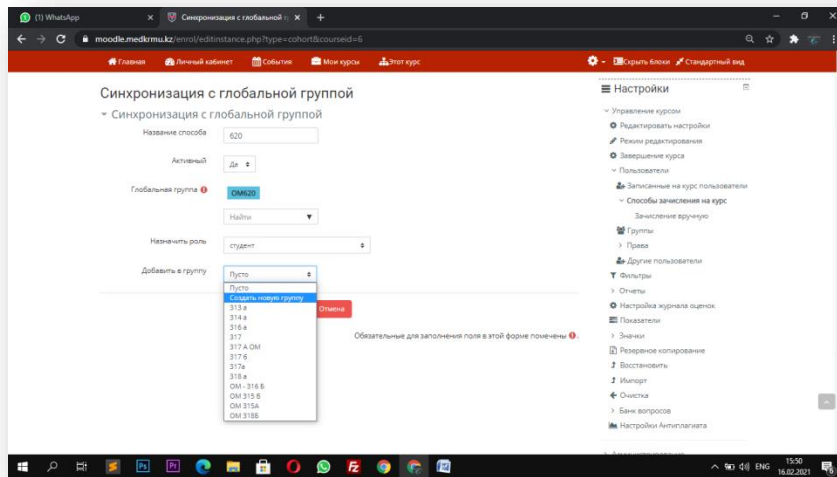 (1) WhatsApp
Синхронизация с глобальной г
moodle.medkrmu.kz/enrol/editinstance.php?type=cohort&courseid=6
Главная Личный кабинет События Мои курсы Этот курс
Скрыть блоки Стандартный вид
Синхронизация с глобальной группой
Синхронизация с глобальной группой
Название способа 620
Активный Да
Глобальная группа ОМ620
Найти
Назначить роль студент
Добавить в группу Пусто
Пусто
Создать новую группу
313 а
314 а
316 а
317
317 А ОМ
317 б
317а
318 а
ОМ - 316 Б
ОМ 315 Б
ОМ 315А
ОМ 318Б
Отмена
Обязательные для заполнения поля в этой форме помечены
Настройки
Управление курсом
Редактировать настройки
Режим редактирования
Завершение курса
Пользователи
Записанные на курс пользователи
Способы зачисления на курс
Зачисление вручную
Группы
Права
Другие пользователи
Фильтры
Отчеты
Настройка журнала оценок
Показатели
Значки
Резервное копирование
Восстановить
Импорт
Очистка
Банк вопросов
Настройки Антиплагиата
Ps Pr Fz
ENG
15:50
16.02.2021